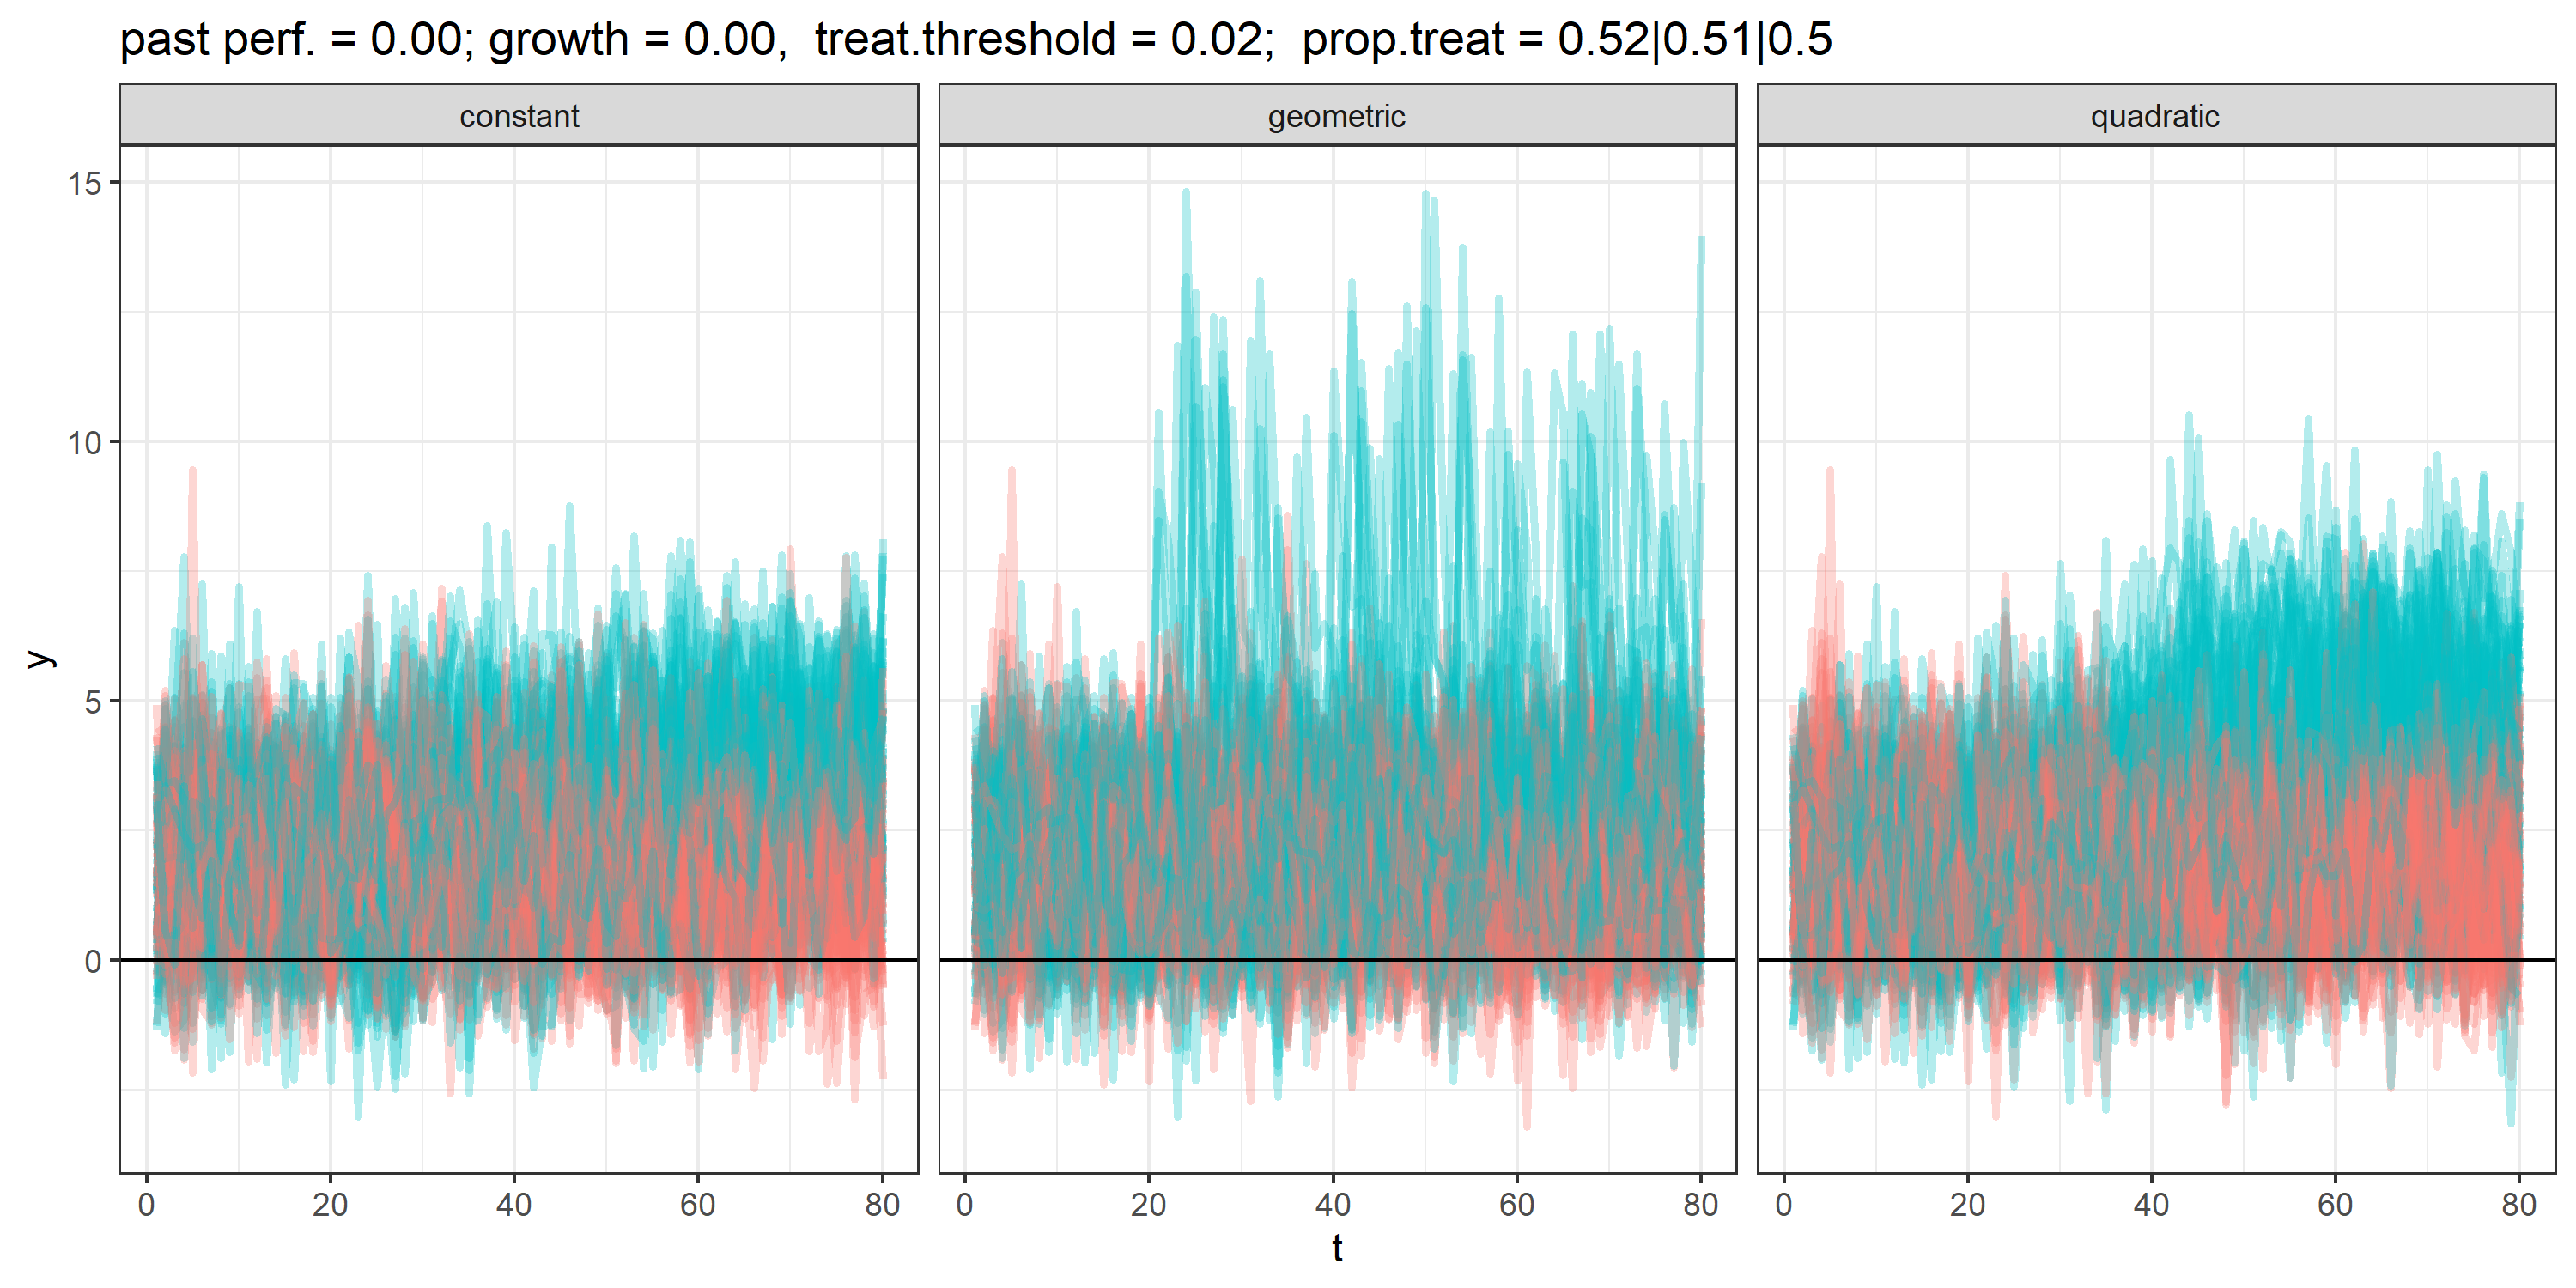 past perf. = 0.00; growth = 0.00,  treat.threshold = 0.02;  prop.treat = 0.52|0.51|0.5
constant geometric quadratic
15
10
5
0
y
0 20 40 60 80 0 20 40 60 80 0 20 40 60 80
t